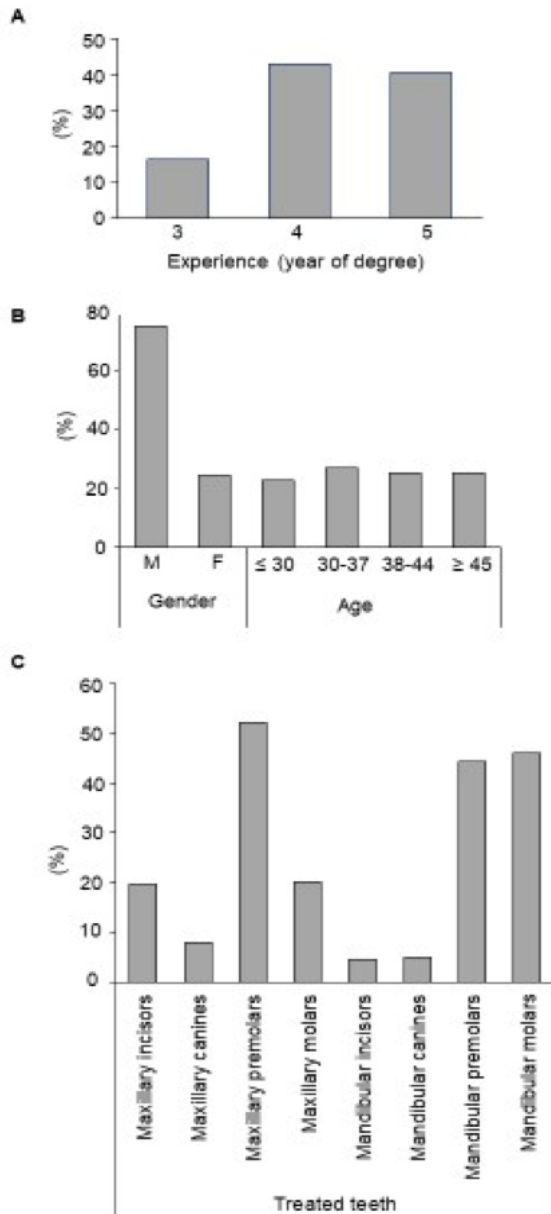 A
50
40
30
20
10
0
(%)
3 4 5
Experience (year of degree)
B
80
60
40
20
0
(%)
M F ≤ 30 30-37 38-44 ≥ 45
Gender Age
C
60
50
40
30
20
10
0
(%)
Maxillary incisors
Maxillary canines
Maxillary premolars
Maxillary molars
Mandibular incisors
Mandibular canines
Mandibular premolars
Mandibular molars
Treated teeth